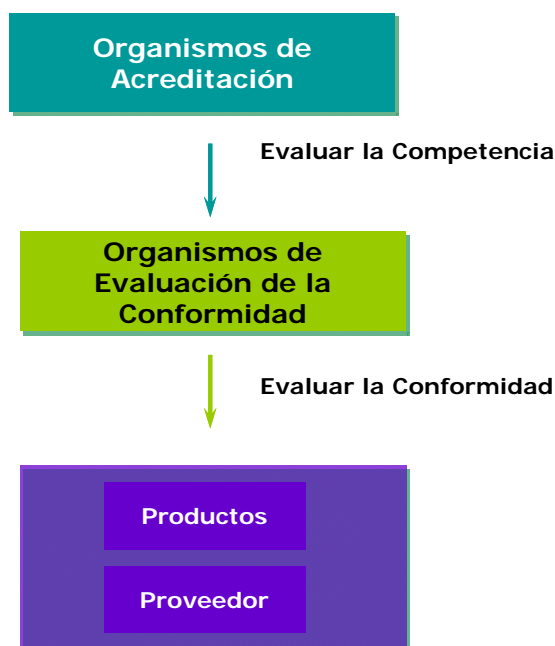 Organismos de
Acreditación
Evaluar la Competencia
Organismos de
Evaluación de la
Conformidad
Evaluar la Conformidad
Productos
Proveedor